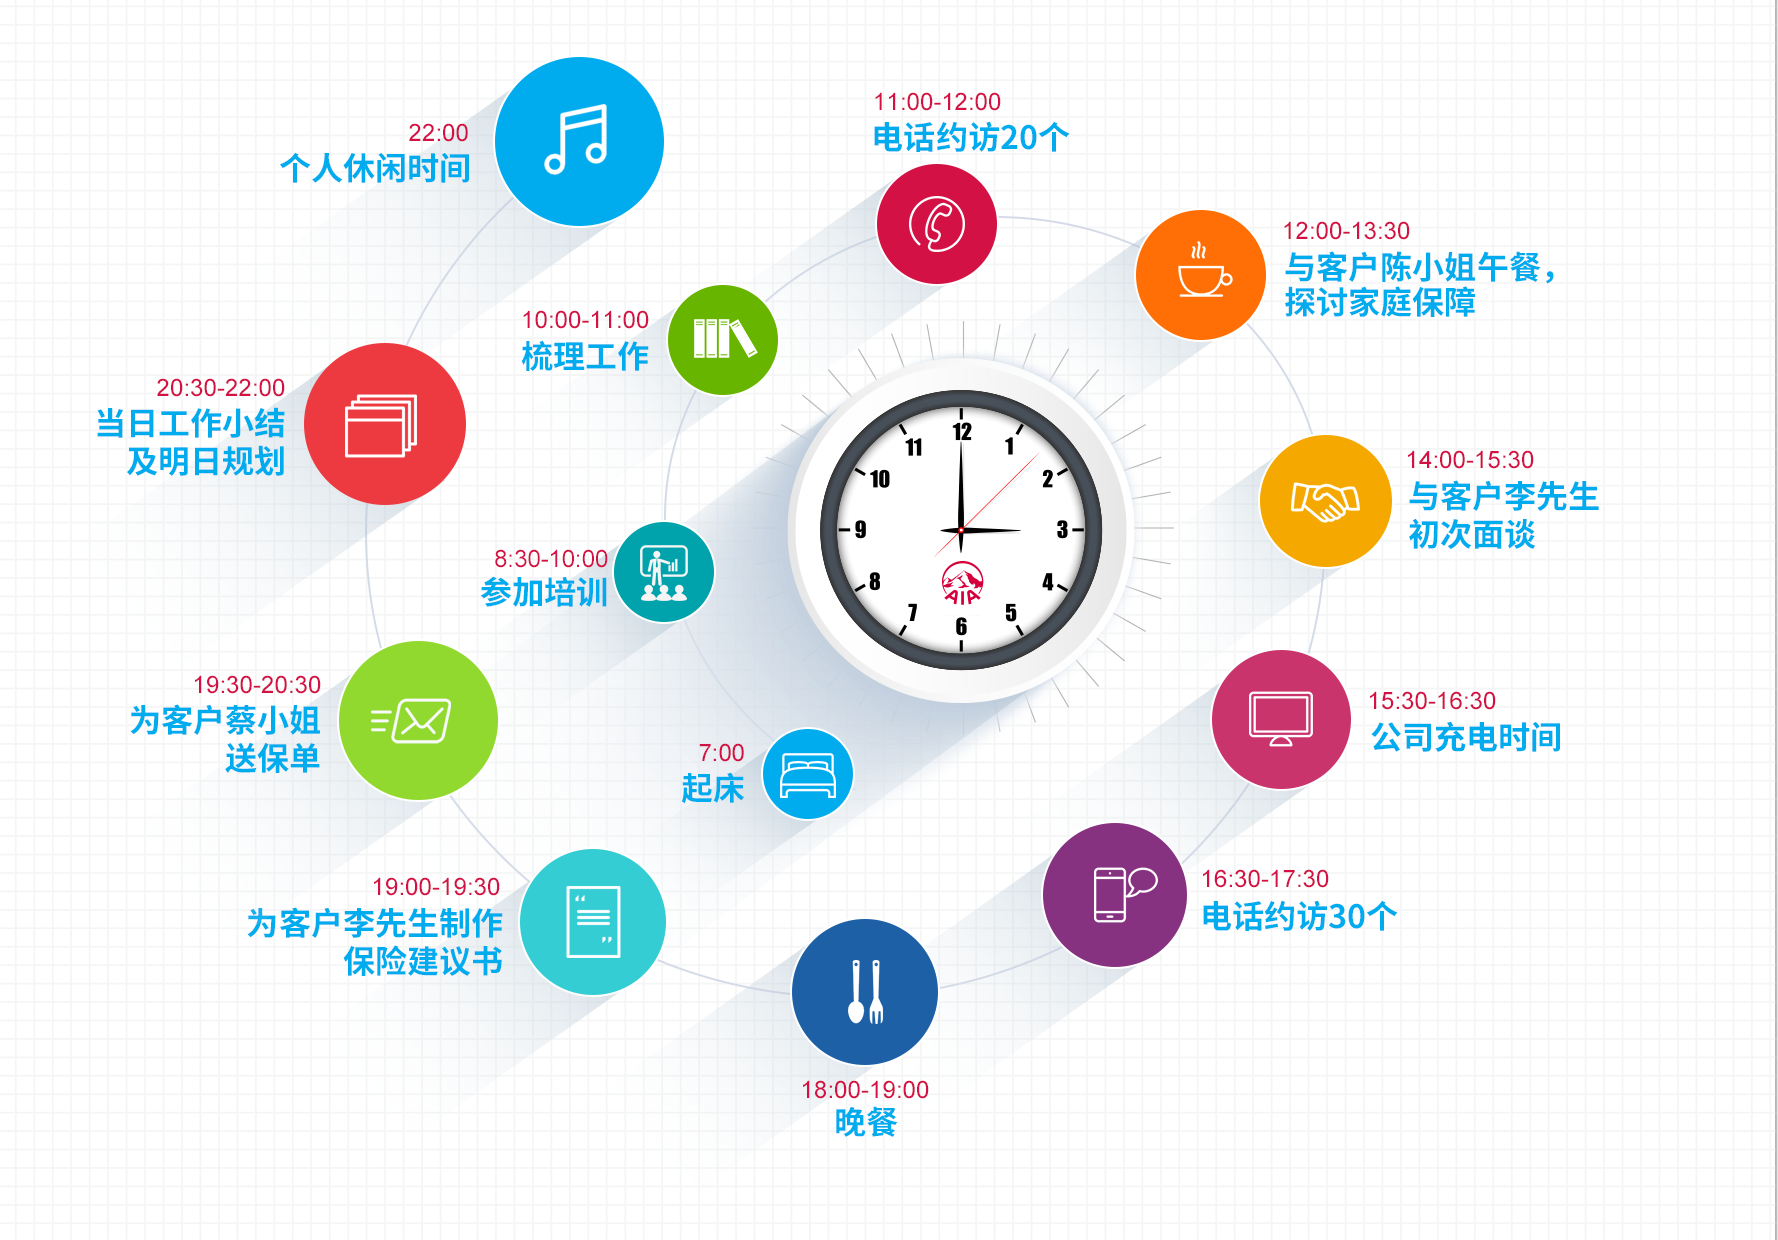 22:00
个人休闲时间
11:00-12:00
电话约访20个
12:00-13:30
与客户陈小姐午餐，
探讨家庭保障
10:00-11:00
梳理工作
20:30-22:00
当日工作小结
及明日规划
14:00-15:30
与客户李先生
初次面谈
8:30-10:00
参加培训
12
1
2
3
4
5
6
7
8
9
10
11
AIA
19:30-20:30
为客户蔡小姐
送保单
15:30-16:30
公司充电时间
7:00
起床
19:00-19:30
为客户李先生制作
保险建议书
16:30-17:30
电话约访30个
18:00-19:00
晚餐